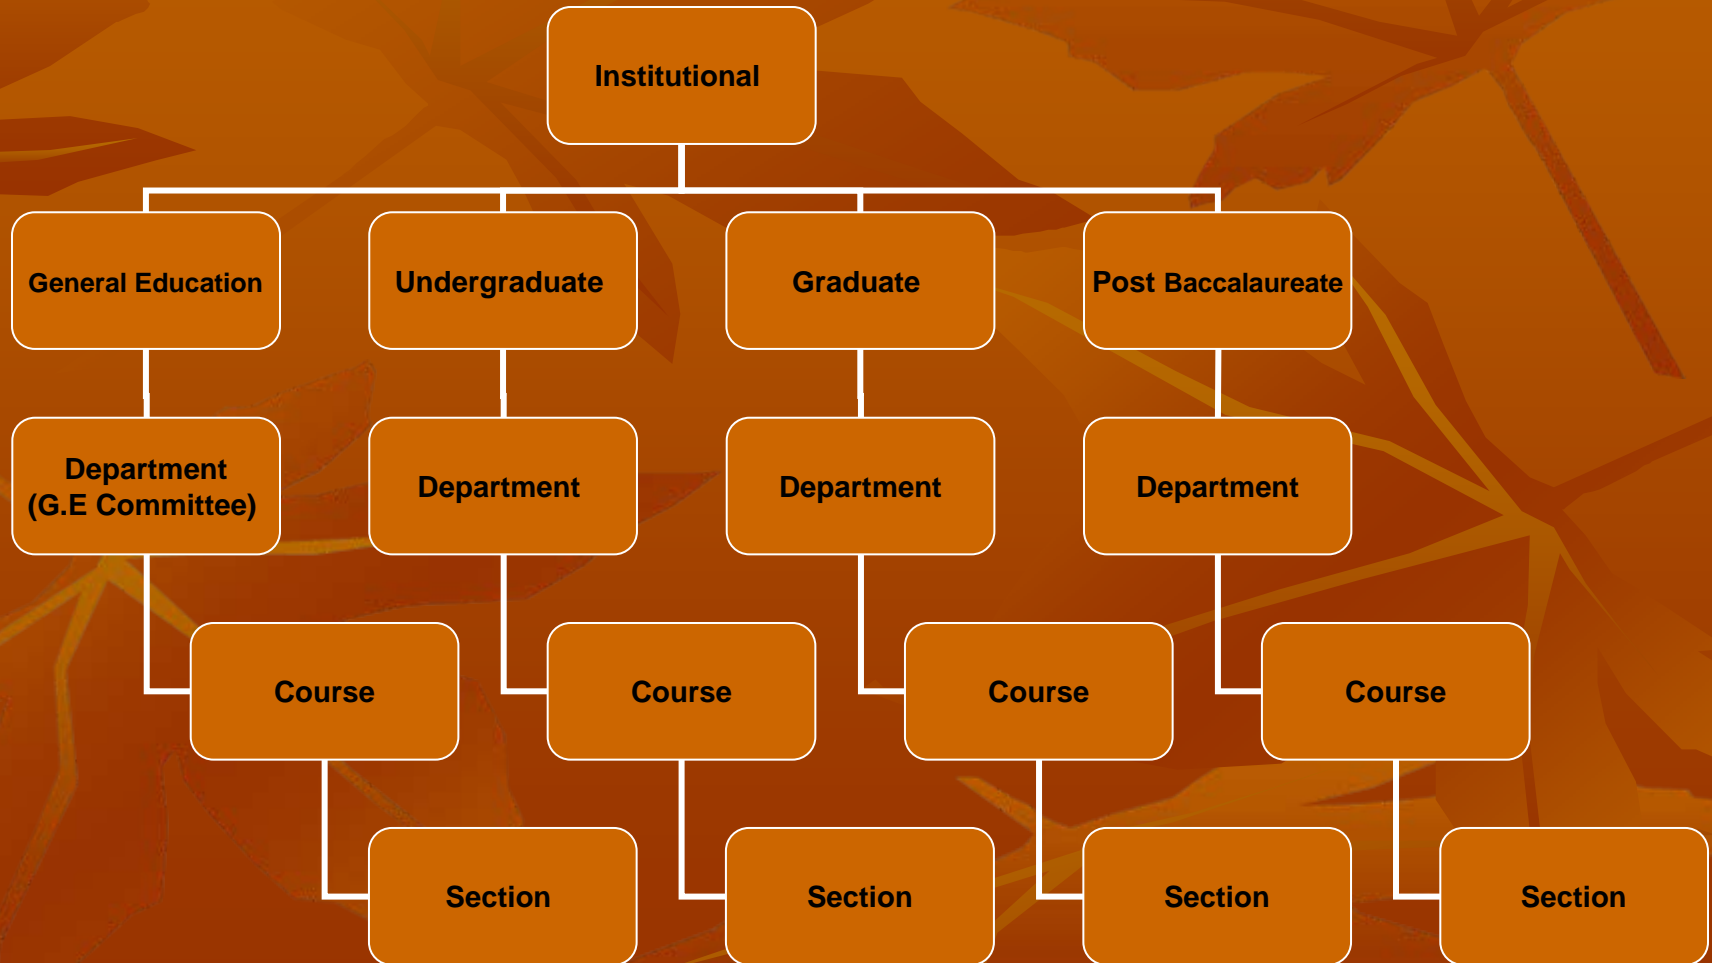 Institutional
General Education
Undergraduate
Graduate
Post Baccalaureate
Department
(G.E Committee)
Department
Department
Department
Course
Course
Course
Course
Section
Section
Section
Section